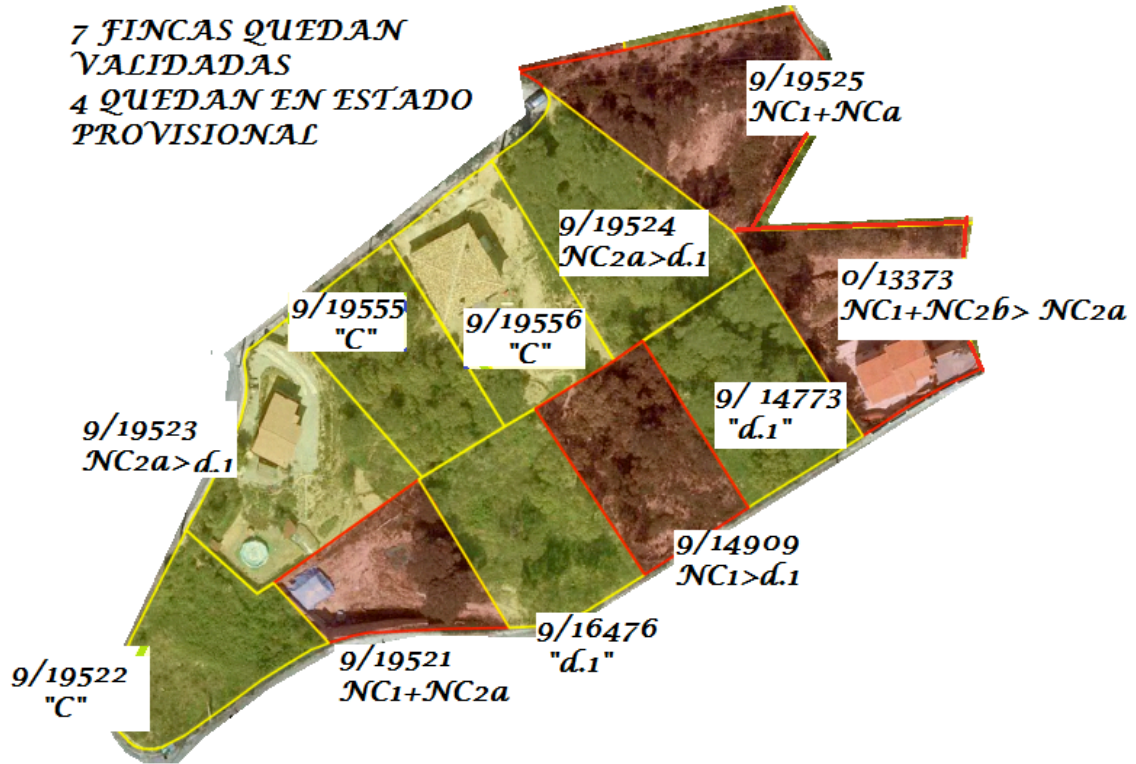 7 FINCAS QUEDAN
VALIDADAS
4 QUEDAN EN ESTADO
PROVISIONAL
9/19525
NC1+NCa
9/19524
NC2a>d.1
0/13373
NC1+NC2b> NC2a
9/19555
"C"
9/19556
"C"
9/ 14773
"d.1"
9/19523
NC2a>d.1
9/14909
NC1>d.1
9/16476
"d.1"
9/19521
NC1+NC2a
9/19522
"C"